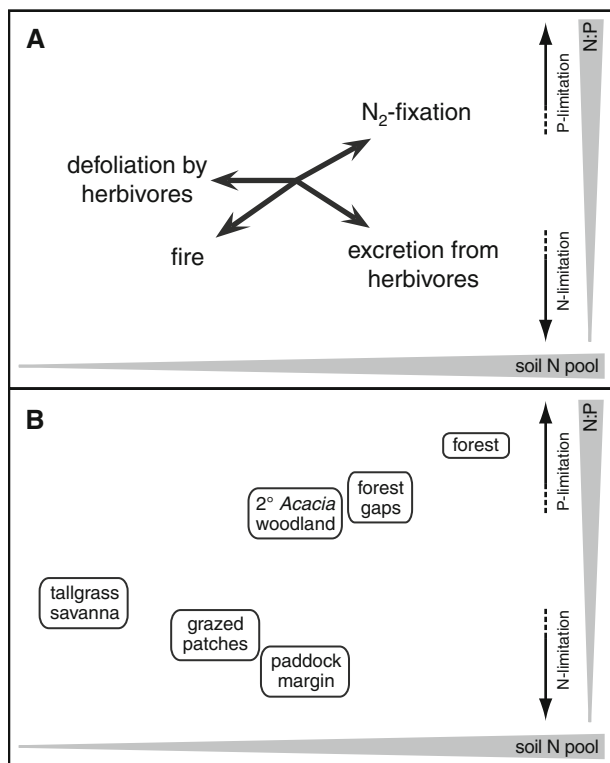 A
N:P
P-limitation
N₂-fixation
defoliation by
herbivores
fire
excretion from
herbivores
N-limitation
soil N pool
B
N:P
P-limitation
forest
forest
gaps
2° Acacia
woodland
tallgrass
savanna
grazed
patches
paddock
margin
N-limitation
soil N pool